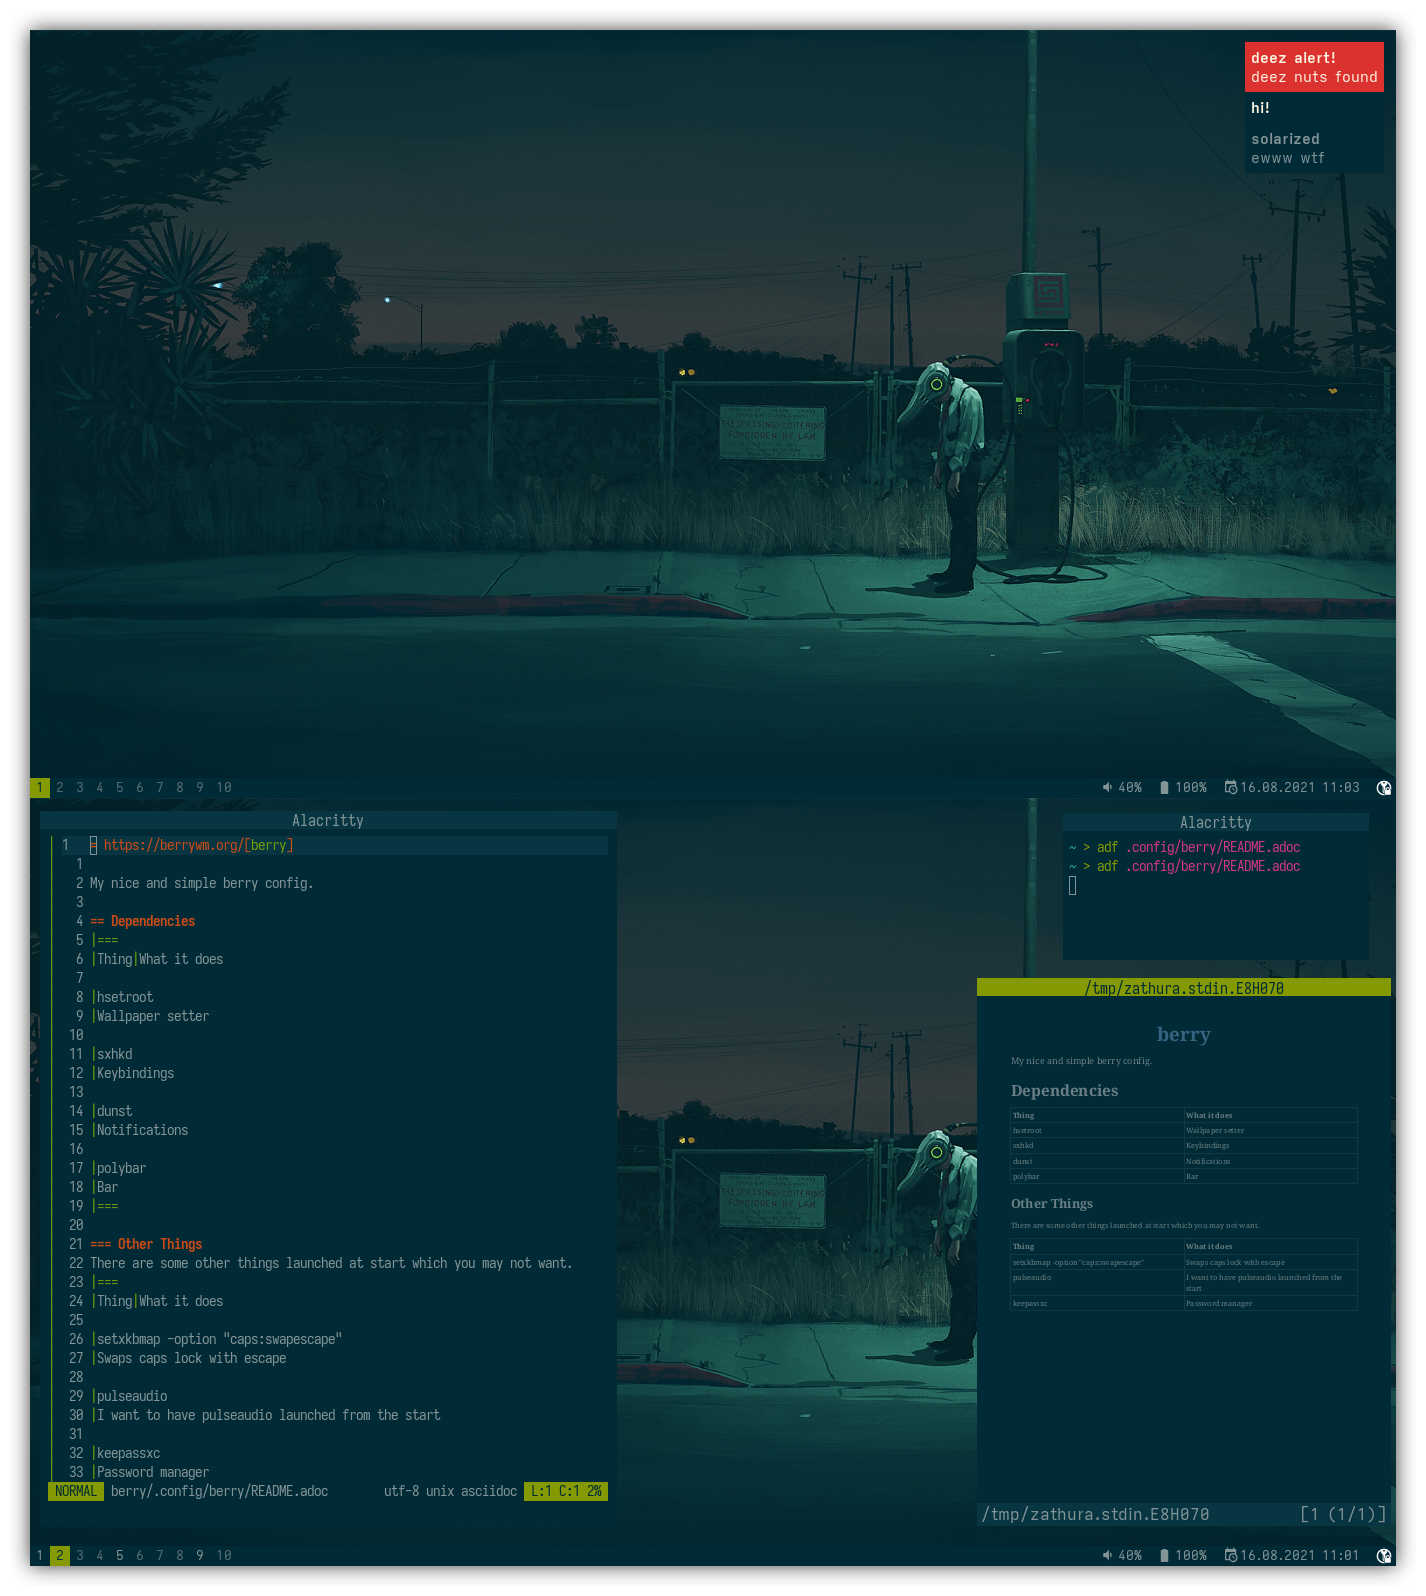 deez alert!
deez nuts found
hi!
solarized
ewww wtf
FORBIDDEN BY LAW
1 2 3 4 5 6 7 8 9 10
40% 100% 16.08.2021 11:03
Alacritty
1 = https://berrywm.org/[berry]
1
2 My nice and simple berry config.
3
4 == Dependencies
5 |===
6 |Thing|What it does
7
8 |hsetroot
9 |Wallpaper setter
10
11 |sxhkd
12 |Keybindings
13
14 |dunst
15 |Notifications
16
17 |polybar
18 |Bar
19 |===
20
21 === Other Things
22 There are some other things launched at start which you may not want.
23 |===
24 |Thing|What it does
25
26 |setxkbmap -option "caps:swapescape"
27 |Swaps caps lock with escape
28
29 |pulseaudio
30 |I want to have pulseaudio launched from the start
31
32 |keepassxc
33 |Password manager
NORMAL berry/.config/berry/README.adoc utf-8 unix asciidoc L:1 C:1 2%
Alacritty
~ > adf .config/berry/README.adoc
~ > adf .config/berry/README.adoc
/tmp/zathura.stdin.E8H070
berry
My nice and simple berry config.
Dependencies
Thing What it does
hsetroot Wallpaper setter
sxhkd Keybindings
dunst Notifications
polybar Bar
Other Things
There are some other things launched at start which you may not want.
Thing What it does
setxkbmap -option "caps:swapescape" Swaps caps lock with escape
pulseaudio I want to have pulseaudio launched from the
start
keepassxc Password manager
/tmp/zathura.stdin.E8H070 [1 (1/1)]
FORBIDDEN BY LAW
1 2 3 4 5 6 7 8 9 10
40% 100% 16.08.2021 11:01